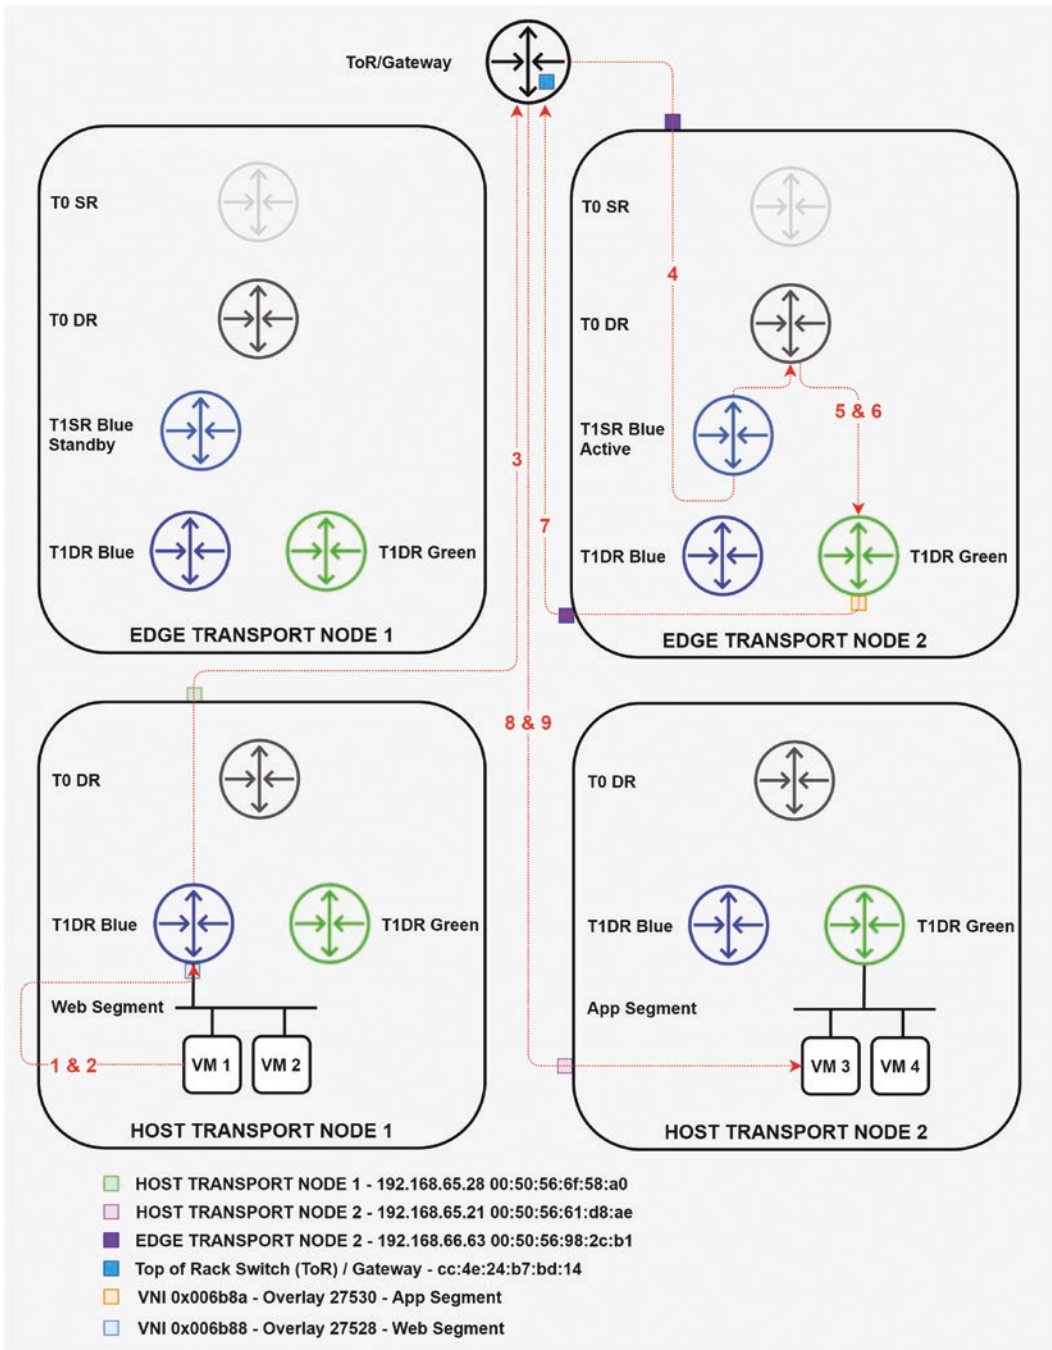 ToR/Gateway
T0 SR
T0 DR
T1SR Blue
Standby
T1DR Blue
T1DR Green
EDGE TRANSPORT NODE 1
T0 SR
4
T0 DR
5 & 6
T1SR Blue
Active
T1DR Blue
T1DR Green
EDGE TRANSPORT NODE 2
3
7
8 & 9
T0 DR
T1DR Blue
T1DR Green
Web Segment
1 & 2
VM 1
VM 2
HOST TRANSPORT NODE 1
T0 DR
T1DR Blue
T1DR Green
App Segment
VM 3
VM 4
HOST TRANSPORT NODE 2
HOST TRANSPORT NODE 1 - 192.168.65.28 00:50:56:6f:58:a0
HOST TRANSPORT NODE 2 - 192.168.65.21 00:50:56:61:d8:ae
EDGE TRANSPORT NODE 2 - 192.168.66.63 00:50:56:98:2c:b1
Top of Rack Switch (ToR) / Gateway - cc:4e:24:b7:bd:14
VNI 0x006b8a - Overlay 27530 - App Segment
VNI 0x006b88 - Overlay 27528 - Web Segment